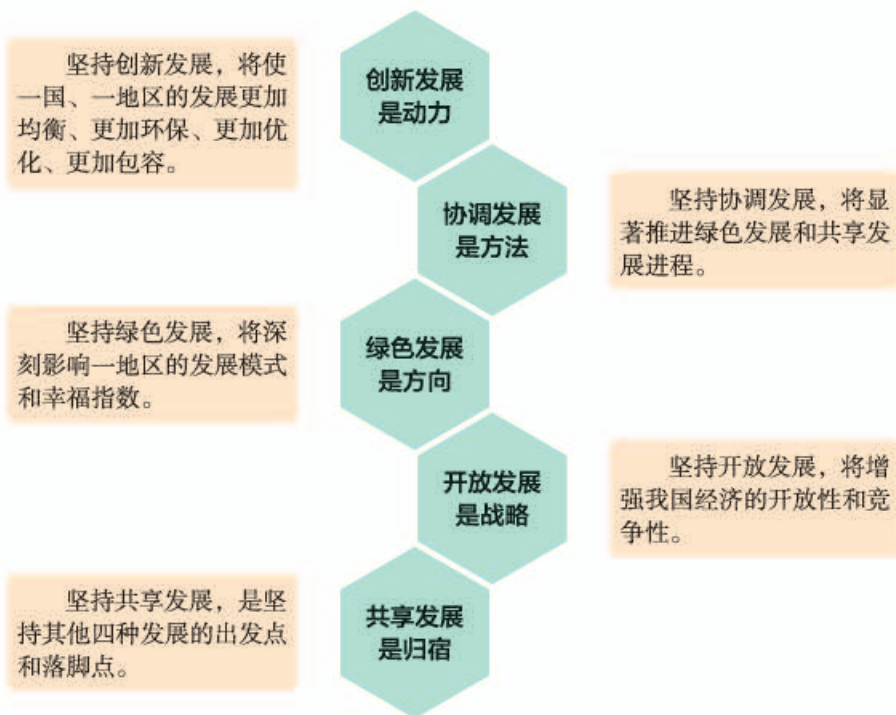 坚持创新发展，将使
一国、一地区的发展更加
均衡、更加环保、更加优
化、更加包容。
创新发展
是动力
协调发展
是方法
坚持协调发展，将显
著推进绿色发展和共享发
展进程。
坚持绿色发展，将深
刻影响一地区的发展模式
和幸福指数。
绿色发展
是方向
开放发展
是战略
坚持开放发展，将增
强我国经济的开放性和竞
争性。
坚持共享发展，是坚
持其他四种发展的出发点
和落脚点。
共享发展
是归宿